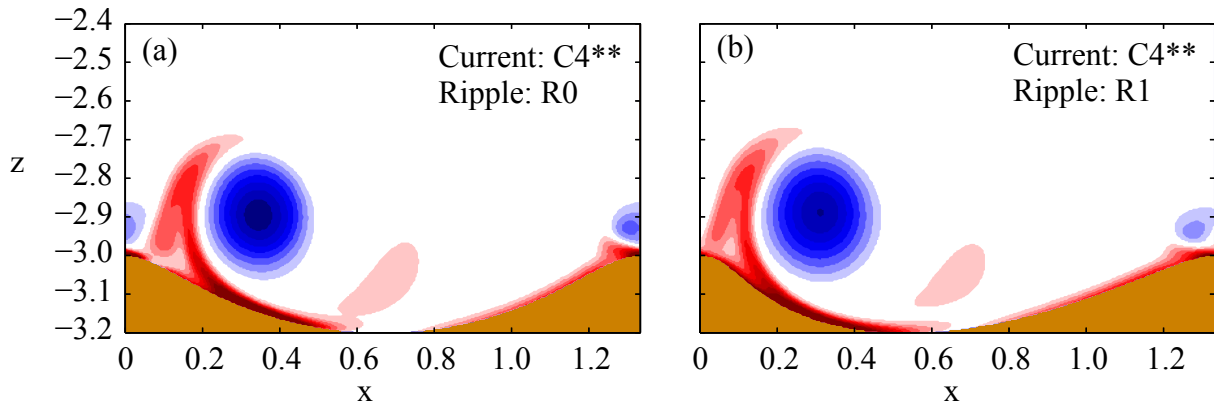 (a)
Current: C4**
Ripple: R0
−2.4
−2.5
−2.6
−2.7
−2.8
−2.9
−3.0
−3.1
−3.2
z
0 0.2 0.4 0.6 0.8 1.0 1.2
x
(b)
Current: C4**
Ripple: R1
0 0.2 0.4 0.6 0.8 1.0 1.2
x